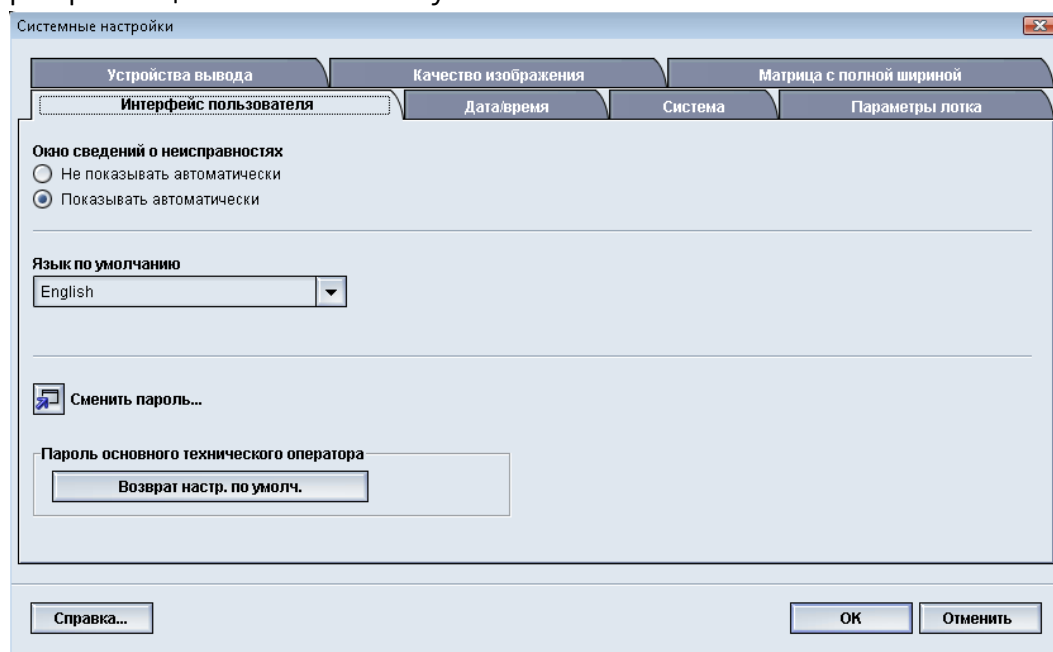 Системные настройки
Устройства вывода
Качество изображения
Матрица с полной шириной
Интерфейс пользователя
Дата/время
Система
Параметры лотка
Окно сведений о неисправностях
Не показывать автоматически
Показывать автоматически
Язык по умолчанию
English
Сменить пароль...
Пароль основного технического оператора
Возврат настр. по умолч.
Справка...
OK
Отменить